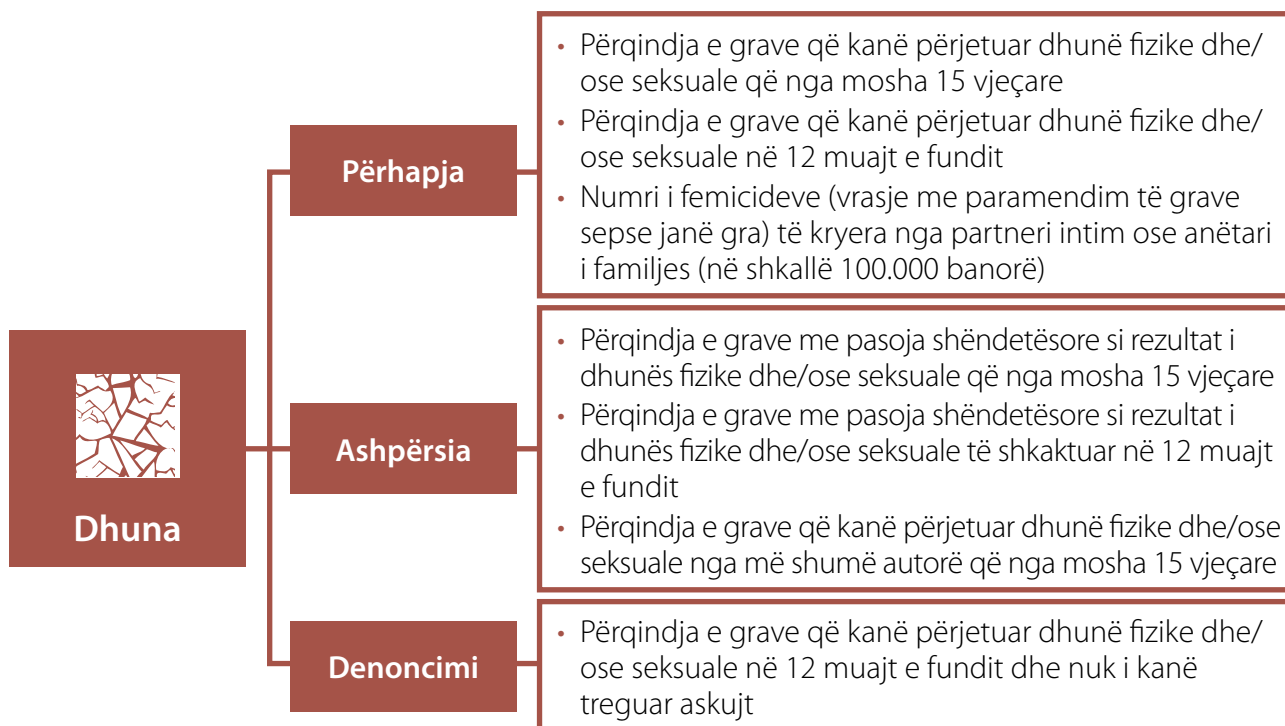 Dhuna
Përhapja
• Përqindja e grave që kanë përjetuar dhunë fizike dhe/
ose seksuale që nga mosha 15 vjeçare
• Përqindja e grave që kanë përjetuar dhunë fizike dhe/
ose seksuale në 12 muajt e fundit
• Numri i femicideve (vrasje me paramendim të grave
sepse janë gra) të kryera nga partneri intim ose anëtari
i familjes (në shkallë 100.000 banorë)
Ashpërsia
• Përqindja e grave me pasoja shëndetësore si rezultat i
dhunës fizike dhe/ose seksuale që nga mosha 15 vjeçare
• Përqindja e grave me pasoja shëndetësore si rezultat i
dhunës fizike dhe/ose seksuale të shkaktuar në 12 muajt
e fundit
• Përqindja e grave që kanë përjetuar dhunë fizike dhe/ose
seksuale nga më shumë autorë që nga mosha 15 vjeçare
Denoncimi
• Përqindja e grave që kanë përjetuar dhunë fizike dhe/
ose seksuale në 12 muajt e fundit dhe nuk i kanë
treguar askujt